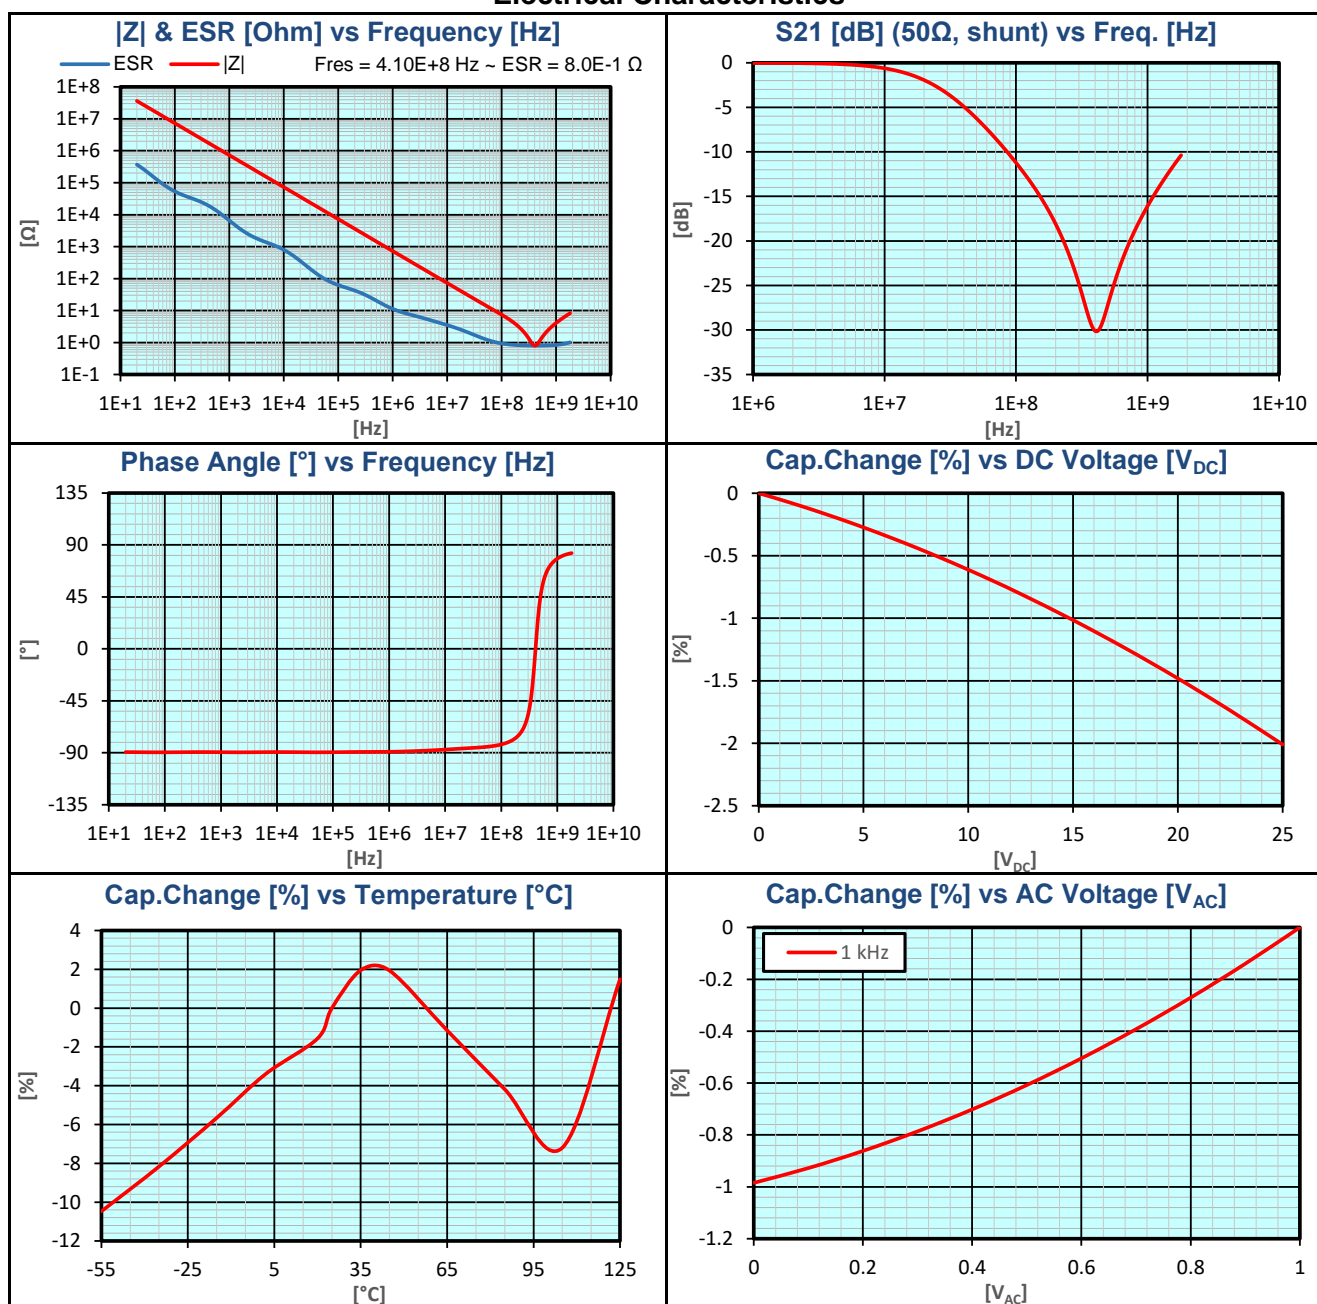 Electrical Characteristics
|Z| & ESR [Ohm] vs Frequency [Hz]
ESR |Z| Fres = 4.10E+8 Hz ~ ESR = 8.0E-1 Ω
1E+8
1E+7
1E+6
1E+5
1E+4
1E+3
1E+2
1E+1
1E+0
1E-1
[Ω]
1E+1 1E+2 1E+3 1E+4 1E+5 1E+6 1E+7 1E+8 1E+9 1E+10
[Hz]
S21 [dB] (50Ω, shunt) vs Freq. [Hz]
0
-5
-10
-15
-20
-25
-30
-35
[dB]
1E+6 1E+7 1E+8 1E+9 1E+10
[Hz]
Phase Angle [°] vs Frequency [Hz]
135
90
45
0
-45
-90
-135
[°]
1E+1 1E+2 1E+3 1E+4 1E+5 1E+6 1E+7 1E+8 1E+9 1E+10
[Hz]
Cap.Change [%] vs DC Voltage [VDC]
0
-0.5
-1
-1.5
-2
-2.5
[%]
0 5 10 15 20 25
[VDC]
Cap.Change [%] vs Temperature [°C]
4
2
0
-2
-4
-6
-8
-10
-12
[%]
-55 -25 5 35 65 95 125
[°C]
Cap.Change [%] vs AC Voltage [VAC]
1 kHz
0
-0.2
-0.4
-0.6
-0.8
-1
-1.2
[%]
0 0.2 0.4 0.6 0.8 1
[VAC]